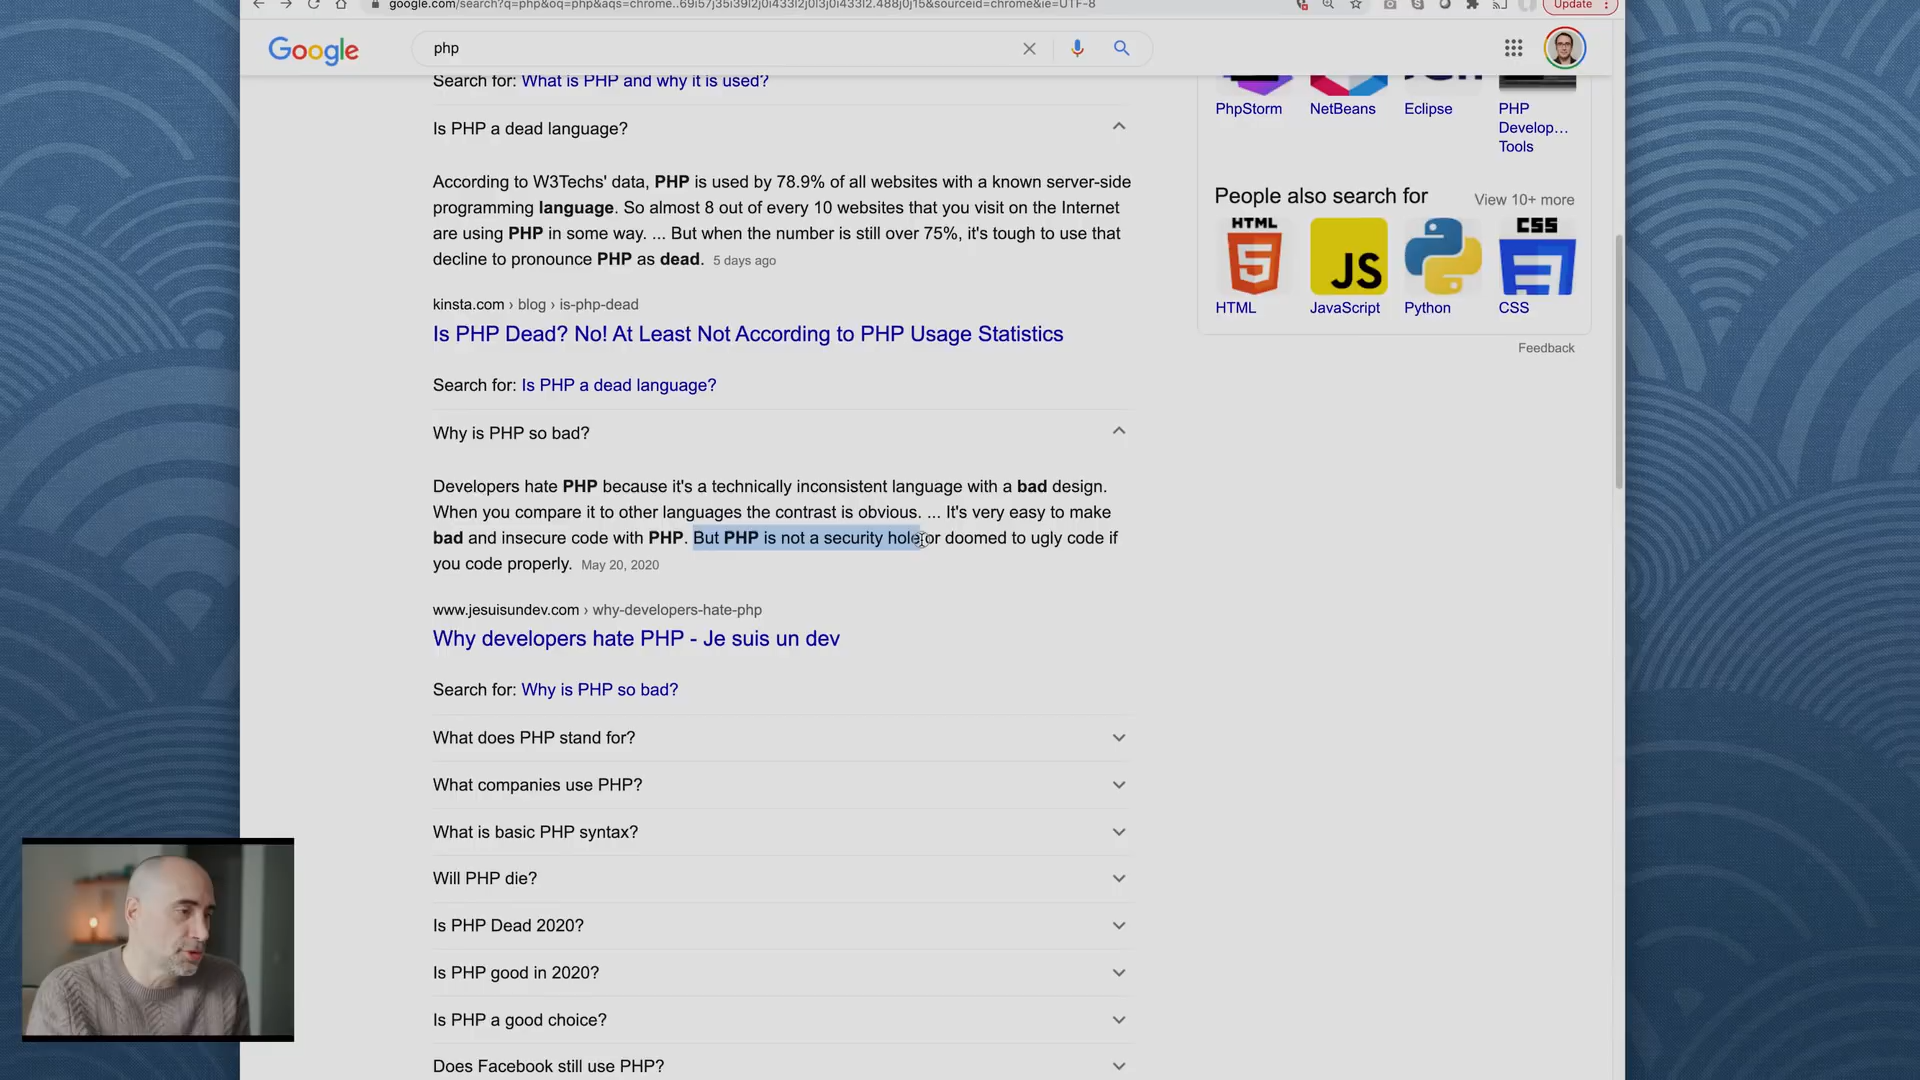 google.com/search?q=php&oq=php&aqs=chrome..69i57j35i39l2j0i433l2j0l3j0i433l2.488j0j15&sourceid=chrome&ie=UTF-8
Update
Google
php
Search for: What is PHP and why it is used?
Is PHP a dead language?
According to W3Techs' data, PHP is used by 78.9% of all websites with a known server-side
programming language. So almost 8 out of every 10 websites that you visit on the Internet
are using PHP in some way. ... But when the number is still over 75%, it's tough to use that
decline to pronounce PHP as dead. 5 days ago
kinsta.com › blog › is-php-dead
Is PHP Dead? No! At Least Not According to PHP Usage Statistics
Search for: Is PHP a dead language?
Why is PHP so bad?
Developers hate PHP because it's a technically inconsistent language with a bad design.
When you compare it to other languages the contrast is obvious. ... It's very easy to make
bad and insecure code with PHP. But PHP is not a security hole or doomed to ugly code if
you code properly. May 20, 2020
www.jesuisundev.com › why-developers-hate-php
Why developers hate PHP - Je suis un dev
Search for: Why is PHP so bad?
What does PHP stand for?
What companies use PHP?
What is basic PHP syntax?
Will PHP die?
Is PHP Dead 2020?
Is PHP good in 2020?
Is PHP a good choice?
Does Facebook still use PHP?
PhpStorm
NetBeans
Eclipse
PHP
Develop...
Tools
People also search for
View 10+ more
HTML
5
JS
CSS
HTML
JavaScript
Python
CSS
Feedback